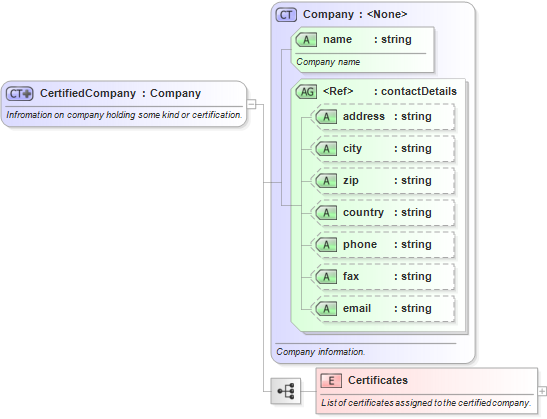 CT Company : <None>
A name : string
Company name
AG <Ref> : contactDetails
CT CertifiedCompany : Company
Infromation on company holding some kind or certification.
A address : string
A city : string
A zip : string
A country : string
A phone : string
A fax : string
A email : string
Company information.
E Certificates
List of certificates assigned to the certified company.